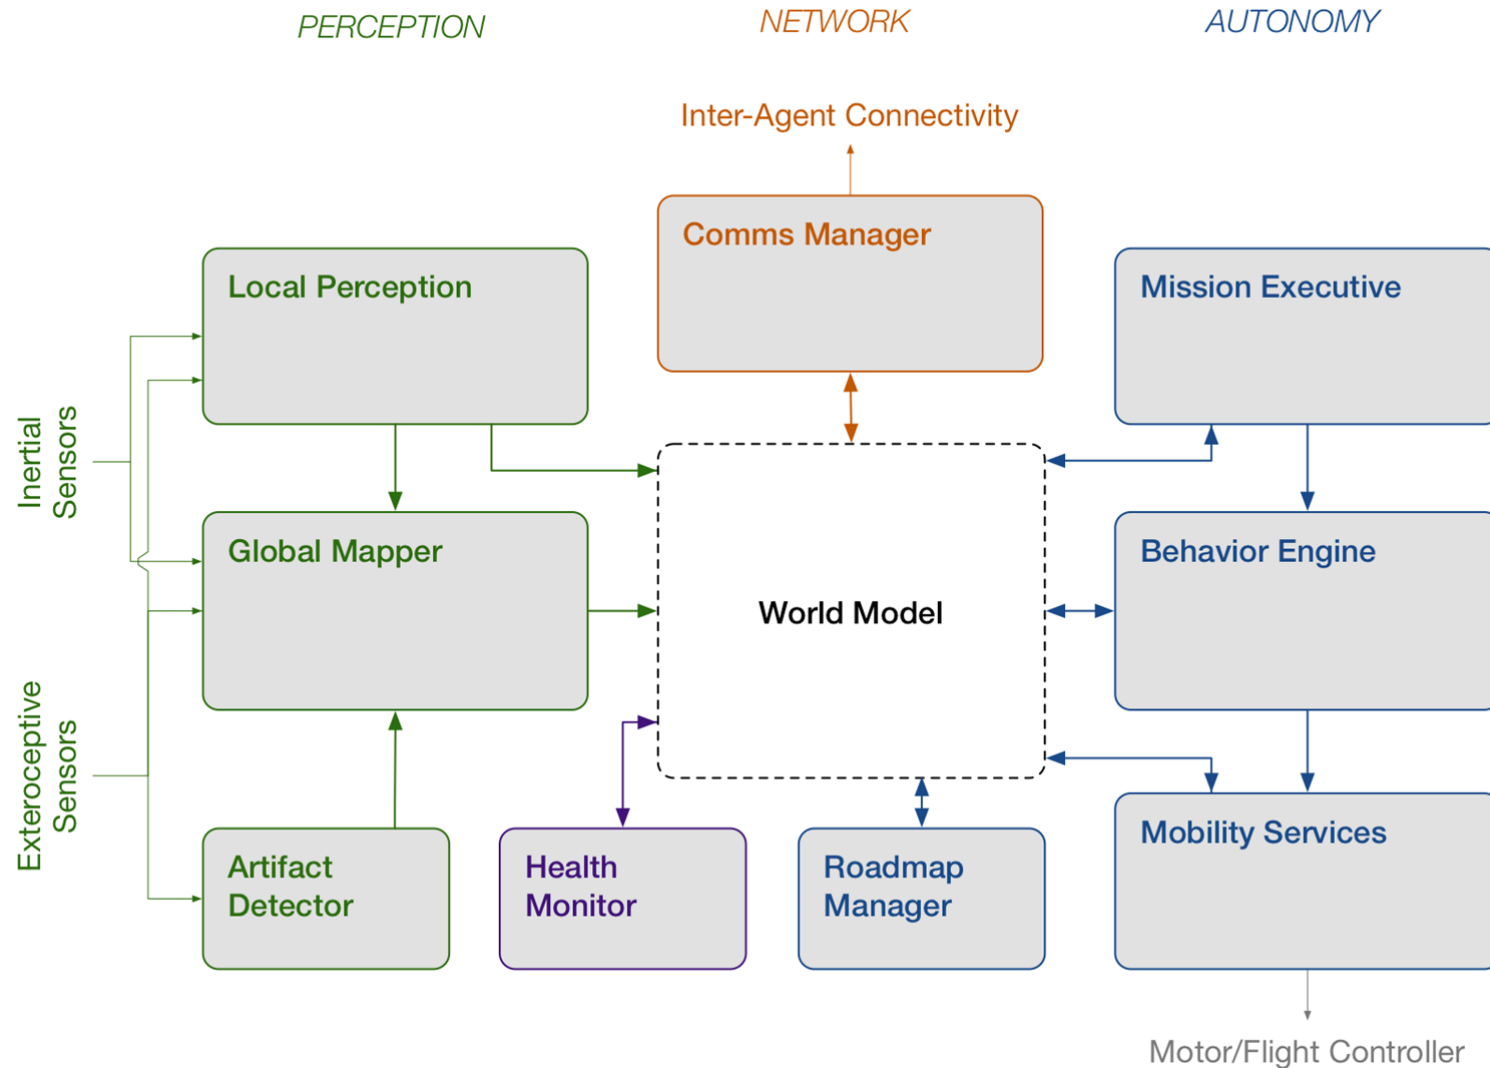 PERCEPTION
NETWORK
AUTONOMY
Inter-Agent Connectivity
Comms Manager
Local Perception
Mission Executive
Inertial
Sensors
Global Mapper
World Model
Behavior Engine
Exteroceptive
Sensors
Artifact
Detector
Health
Monitor
Roadmap
Manager
Mobility Services
Motor/Flight Controller